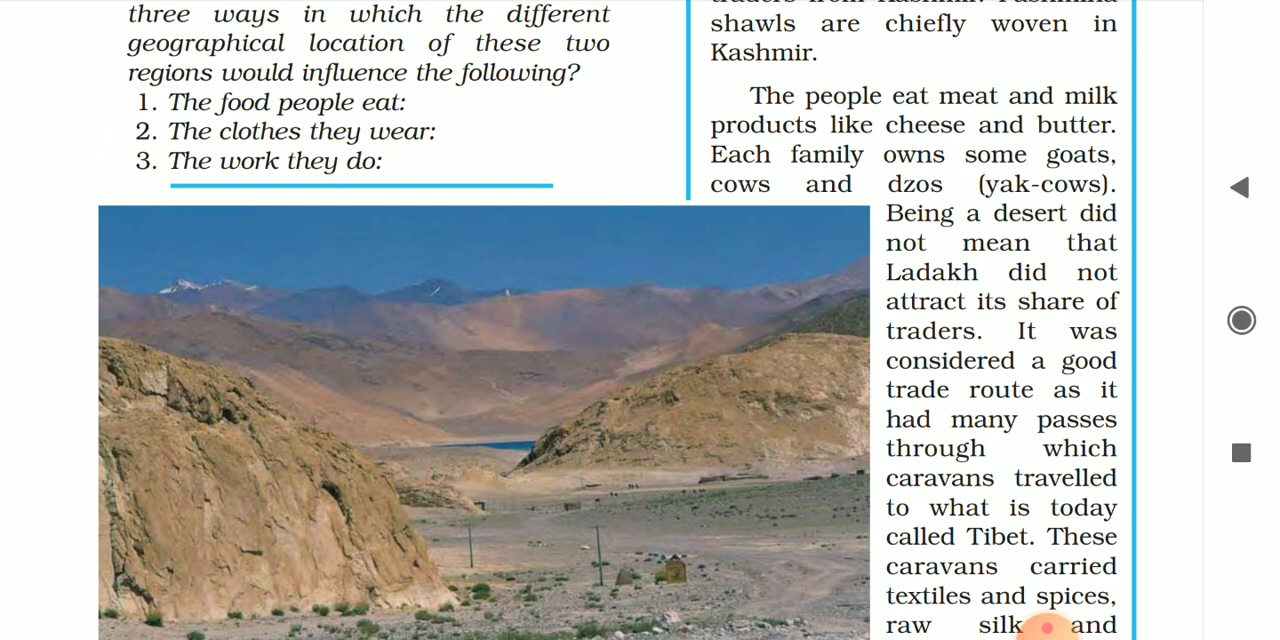 three ways in which the different
geographical location of these two
regions would influence the following?
1. The food people eat:
2. The clothes they wear:
3. The work they do:
shawls are chiefly woven in
Kashmir.
The people eat meat and milk
products like cheese and butter.
Each family owns some goats,
cows and dzos (yak-cows).
Being a desert did
not mean that
Ladakh did not
attract its share of
traders. It was
considered a good
trade route as it
had many passes
through which
caravans travelled
to what is today
called Tibet. These
caravans carried
textiles and spices,
raw silk and